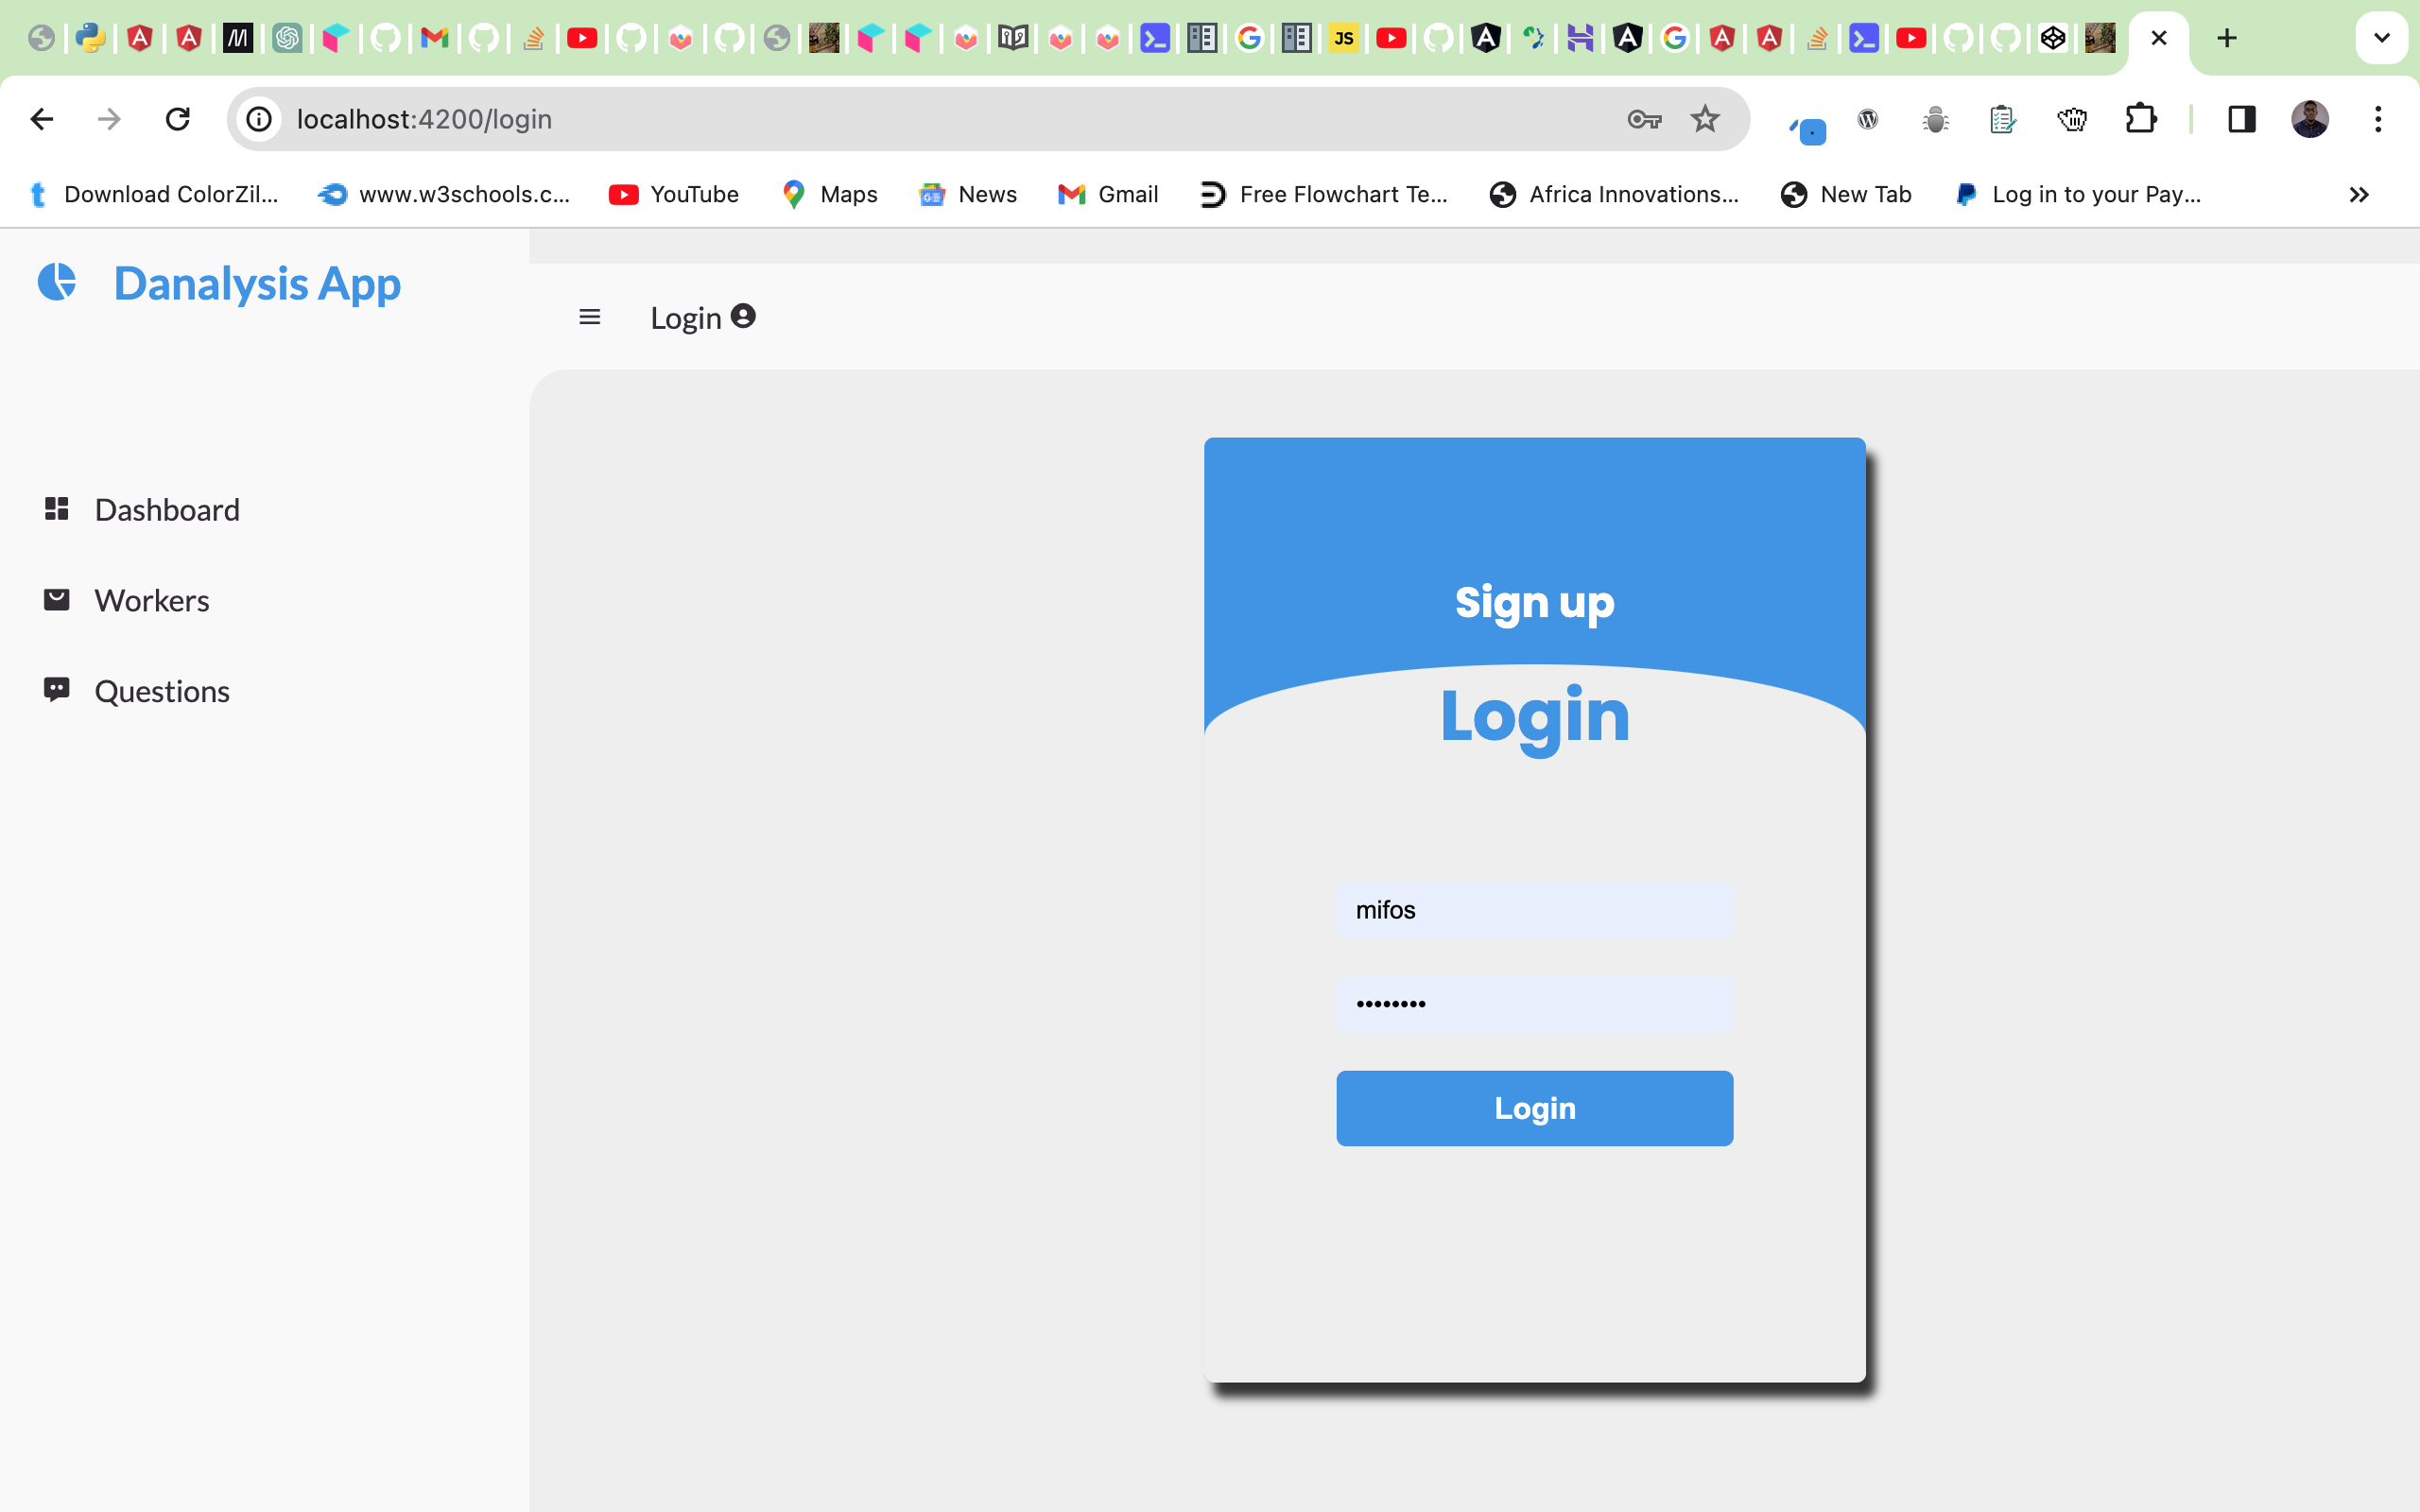 JS
localhost:4200/login
Download ColorZil...
www.w3schools.c...
YouTube
Maps
News
Gmail
Free Flowchart Te...
Africa Innovations...
New Tab
Log in to your Pay...
Danalysis App
Login
Dashboard
Workers
Questions
Sign up
Login
mifos
••••••••
Login